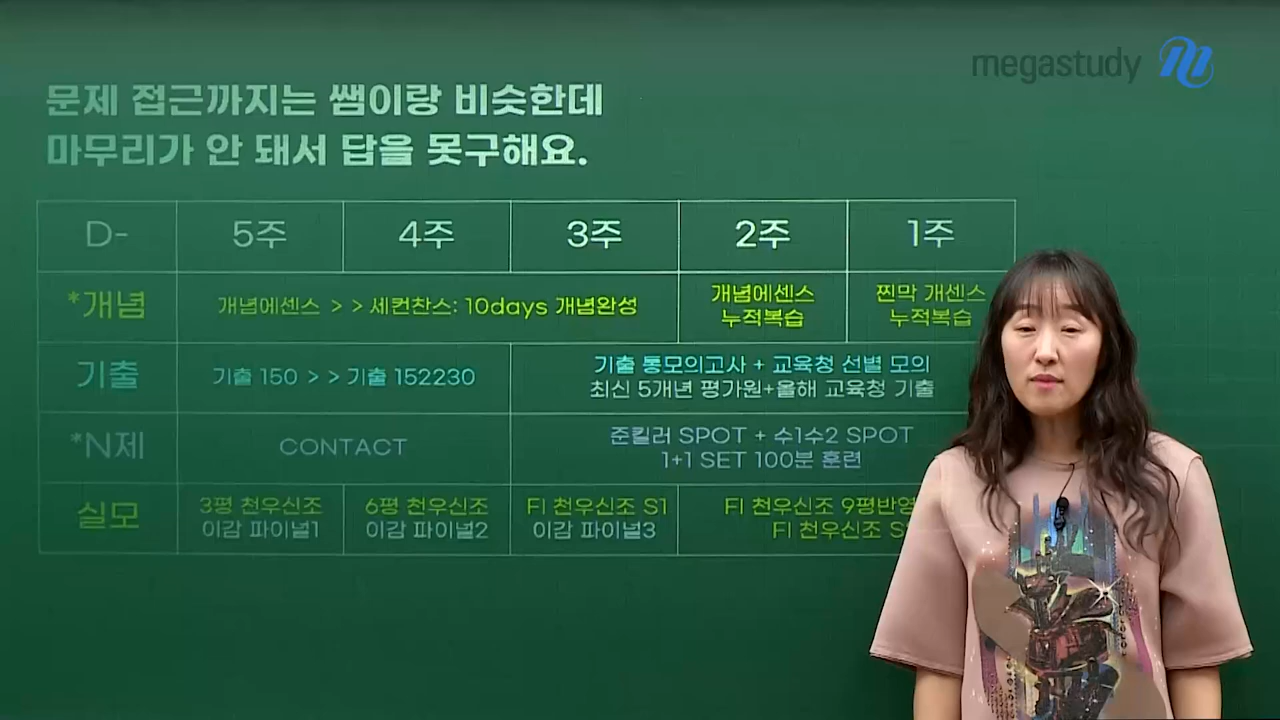 megastudy
문제 접근까지는 쌤이랑 비슷한데
마무리가 안 돼서 답을 못구해요.
D- 5주 4주 3주 2주 1주
*개념 개념에센스 > > 세컨찬스: 10days 개념완성 개념에센스 누적복습 찐막 개센스 누적복습
기출 기출 150 > > 기출 152230 기출 통모의고사 + 교육청 선별 모의
최신 5개년 평가원+올해 교육청 기출
*N제 CONTACT 준킬러 SPOT + 수1수2 SPOT
1+1 SET 100분 훈련
실모 3평 천우신조 6평 천우신조 FI 천우신조 S1 FI 천우신조 9평반영
이감 파이널1 이감 파이널2 이감 파이널3 FI 천우신조